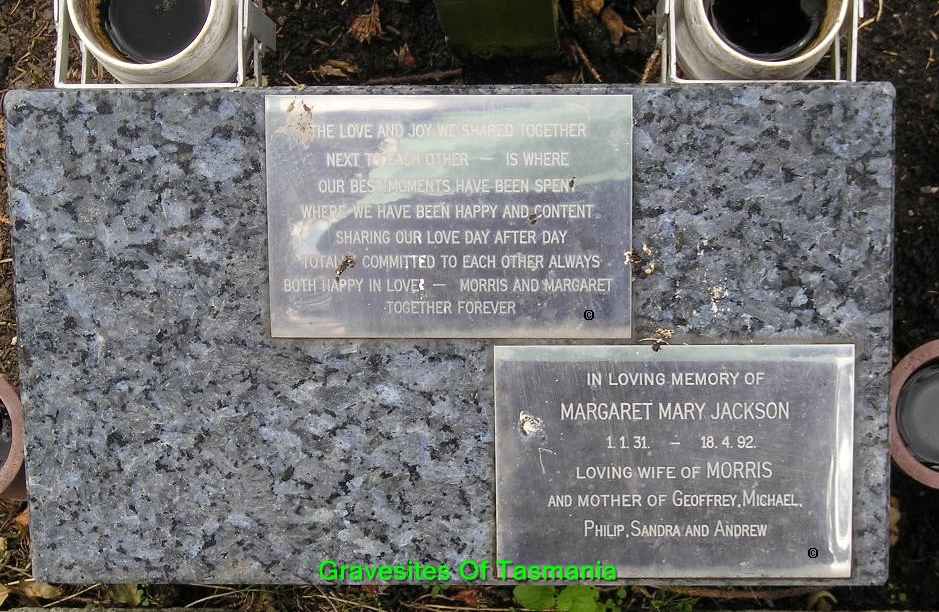 THE LOVE AND JOY WE SHARED TOGETHER
NEXT TO EACH OTHER — IS WHERE
OUR BEST MOMENTS HAVE BEEN SPENT
WHERE WE HAVE BEEN HAPPY AND CONTENT
SHARING OUR LOVE DAY AFTER DAY
TOTALLY COMMITTED TO EACH OTHER ALWAYS
BOTH HAPPY IN LOVE — MORRIS AND MARGARET
TOGETHER FOREVER
©
IN LOVING MEMORY OF
MARGARET MARY JACKSON
1.1.31. – 18.4.92.
LOVING WIFE OF MORRIS
AND MOTHER OF GEOFFREY, MICHAEL,
PHILIP, SANDRA AND ANDREW
©
Gravesites Of Tasmania